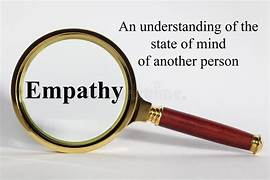 An understanding of the
state of mind
of another person
Empathy